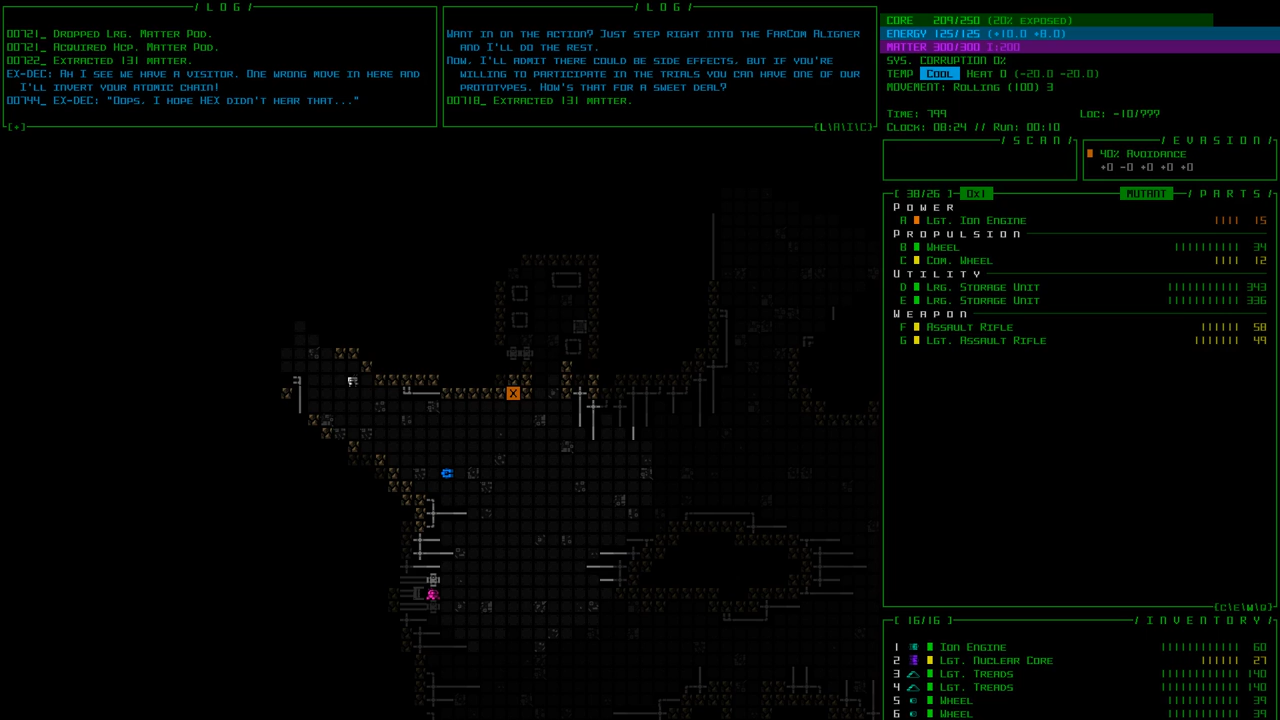 / L O G /
00721_ Dropped Lrg. Matter Pod.
00721_ Acquired Hcp. Matter Pod.
00722_ Extracted 131 matter.
EX-DEC: Ah I see we have a visitor. One wrong move in here and
I'll invert your atomic chain!
00744_ EX-DEC: "Oops. I hope HEX didn't hear that..."
[+]
/ L O G /
Want in on the action? Just step right into the FarCom Aligner
and I'll do the rest.
Now, I'll admit there could be side effects, but if you're
willing to participate in the trials you can have one of our
prototypes. How's that for a sweet deal?
00718_ Extracted 131 matter.
(L\A\I\C)
X
CORE 209/250 (20% EXPOSED)
ENERGY 125/125 (+10.0 +8.0)
MATTER 300/300 I:200
SYS. CORRUPTION 0%
TEMP Cool Heat 0 (-20.0 -20.0)
MOVEMENT: Rolling (100) 3
Time: 799 Loc: -10/???
Clock: 08:24 // Run: 00:10
/ S C A N /
/ E V A S I O N /
40% Avoidance
+0 -0 +0 +0 +0
[ 38/26 ] 0x1 MUTANT / P A R T S /
P o w e r
A Lgt. Ion Engine 15
P r o p u l s i o n
B Wheel 34
C Com. Wheel 12
U t i l i t y
D Lrg. Storage Unit 343
E Lrg. Storage Unit 336
W e a p o n
F Assault Rifle 58
G Lgt. Assault Rifle 49
(C\E\W\Q)
[ 16/16 ] / I N V E N T O R Y /
1 Ion Engine 60
2 Lgt. Nuclear Core 27
3 Lgt. Treads 140
4 Lgt. Treads 140
5 Wheel 39
6 Wheel 39